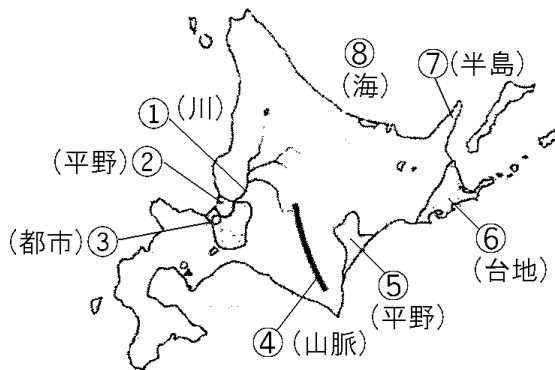 ⑧
(海)
⑦(半島)
①(川)
(平野)②
(都市)③
⑥
(台地)
⑤
(平野)
④(山脈)